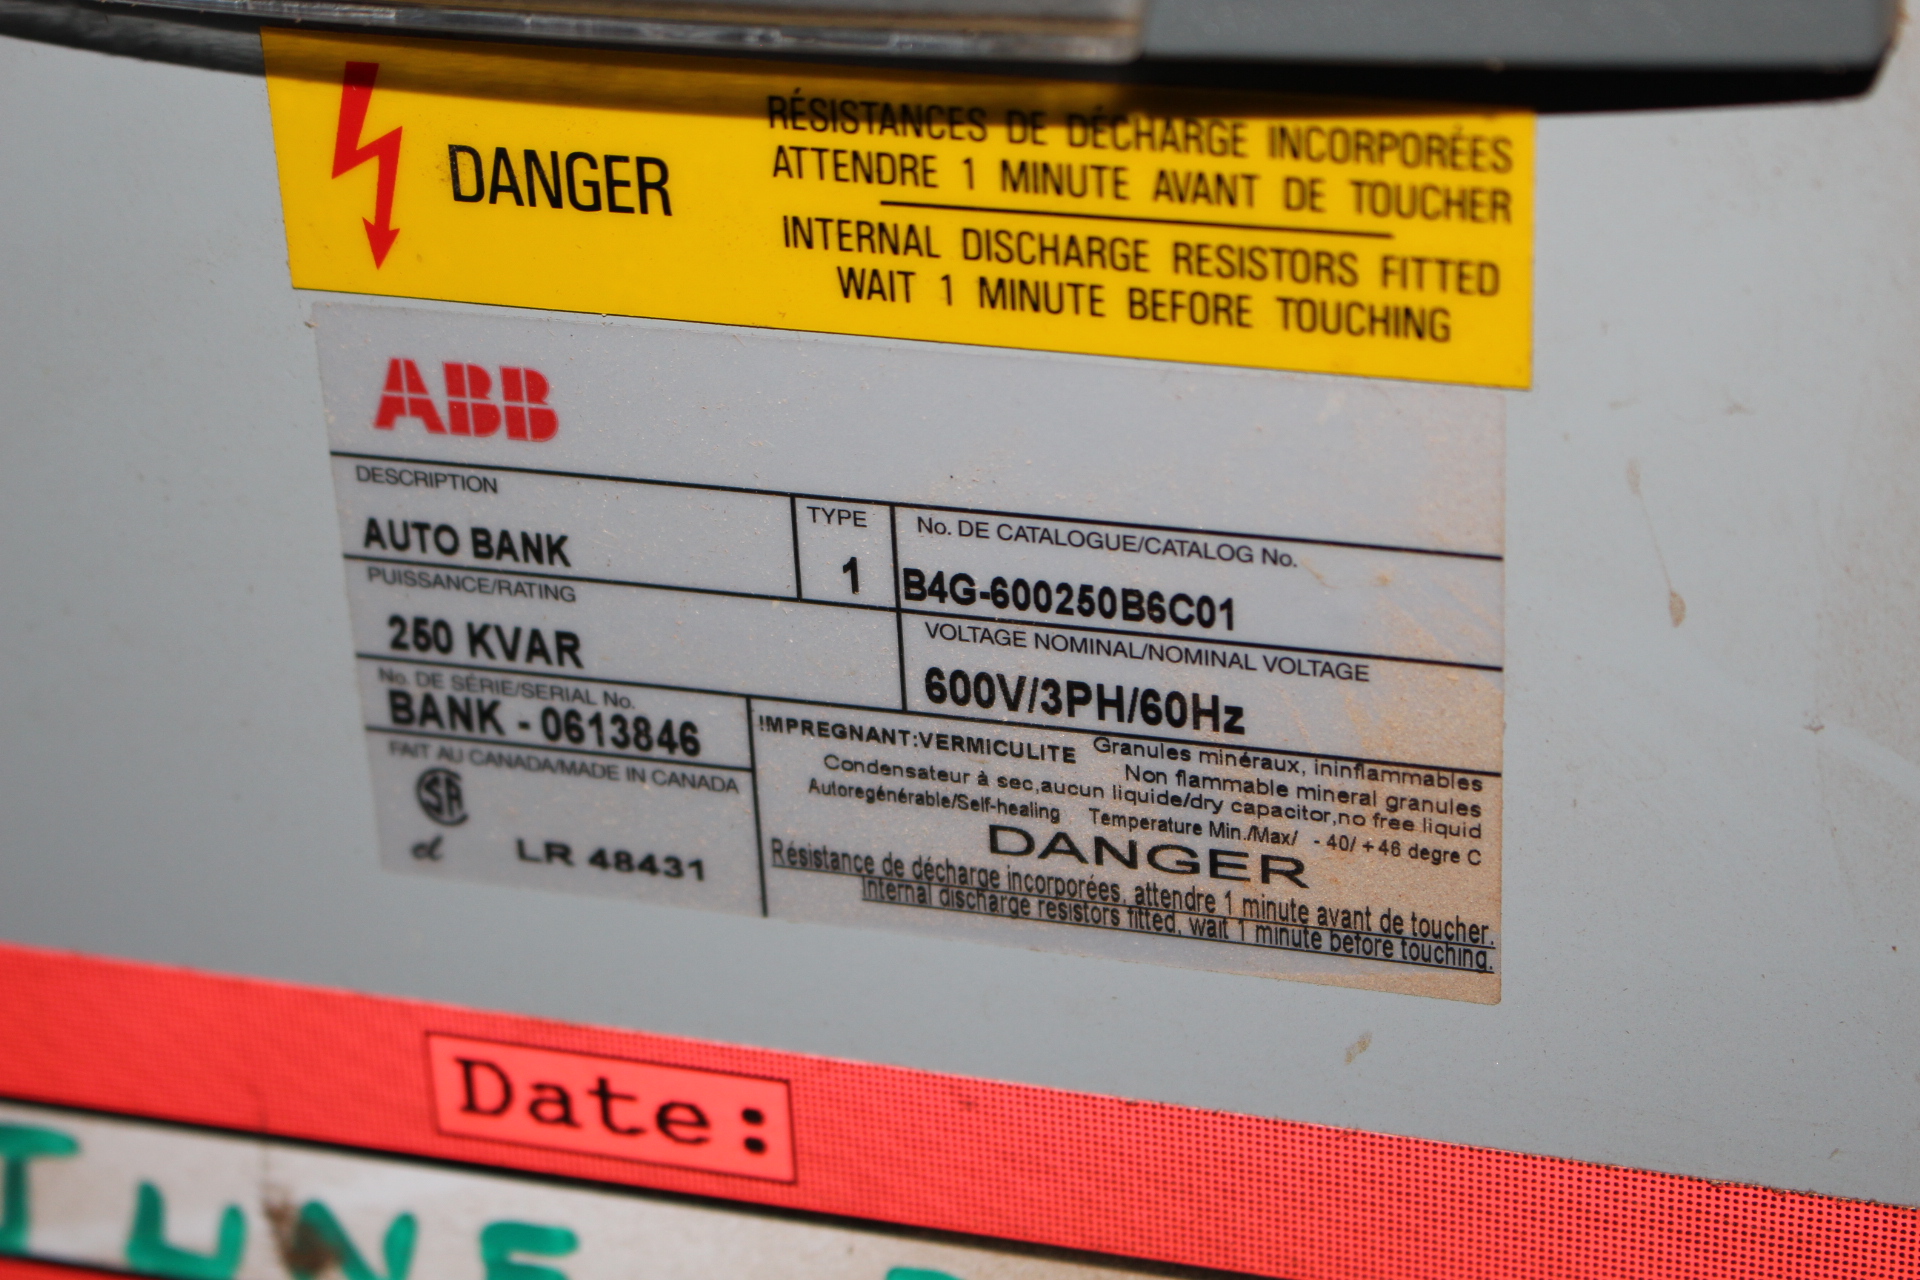 DANGER
RÉSISTANCES DE DÉCHARGE INCORPORÉES
ATTENDRE 1 MINUTE AVANT DE TOUCHER
INTERNAL DISCHARGE RESISTORS FITTED
WAIT 1 MINUTE BEFORE TOUCHING
ABB
DESCRIPTION
AUTO BANK
TYPE
1
No. DE CATALOGUE/CATALOG No.
B4G-600250B6C01
PUISSANCE/RATING
250 KVAR
VOLTAGE NOMINAL/NOMINAL VOLTAGE
600V/3PH/60Hz
No. DE SÉRIE/SERIAL No.
BANK - 0613846
FAIT AU CANADA/MADE IN CANADA
LR 48431
IMPREGNANT:VERMICULITE Granules minéraux, ininflammables
Non flammable mineral granules
Condensateur à sec,aucun liquide/dry capacitor,no free liquid
Autoregénérable/Self-healing Temperature Min./Max/ - 40/ +46 degre C
DANGER
Résistance de décharge incorporées, attendre 1 minute avant de toucher.
Internal discharge resistors fitted, wait 1 minute before touching.
Date:
JUNE